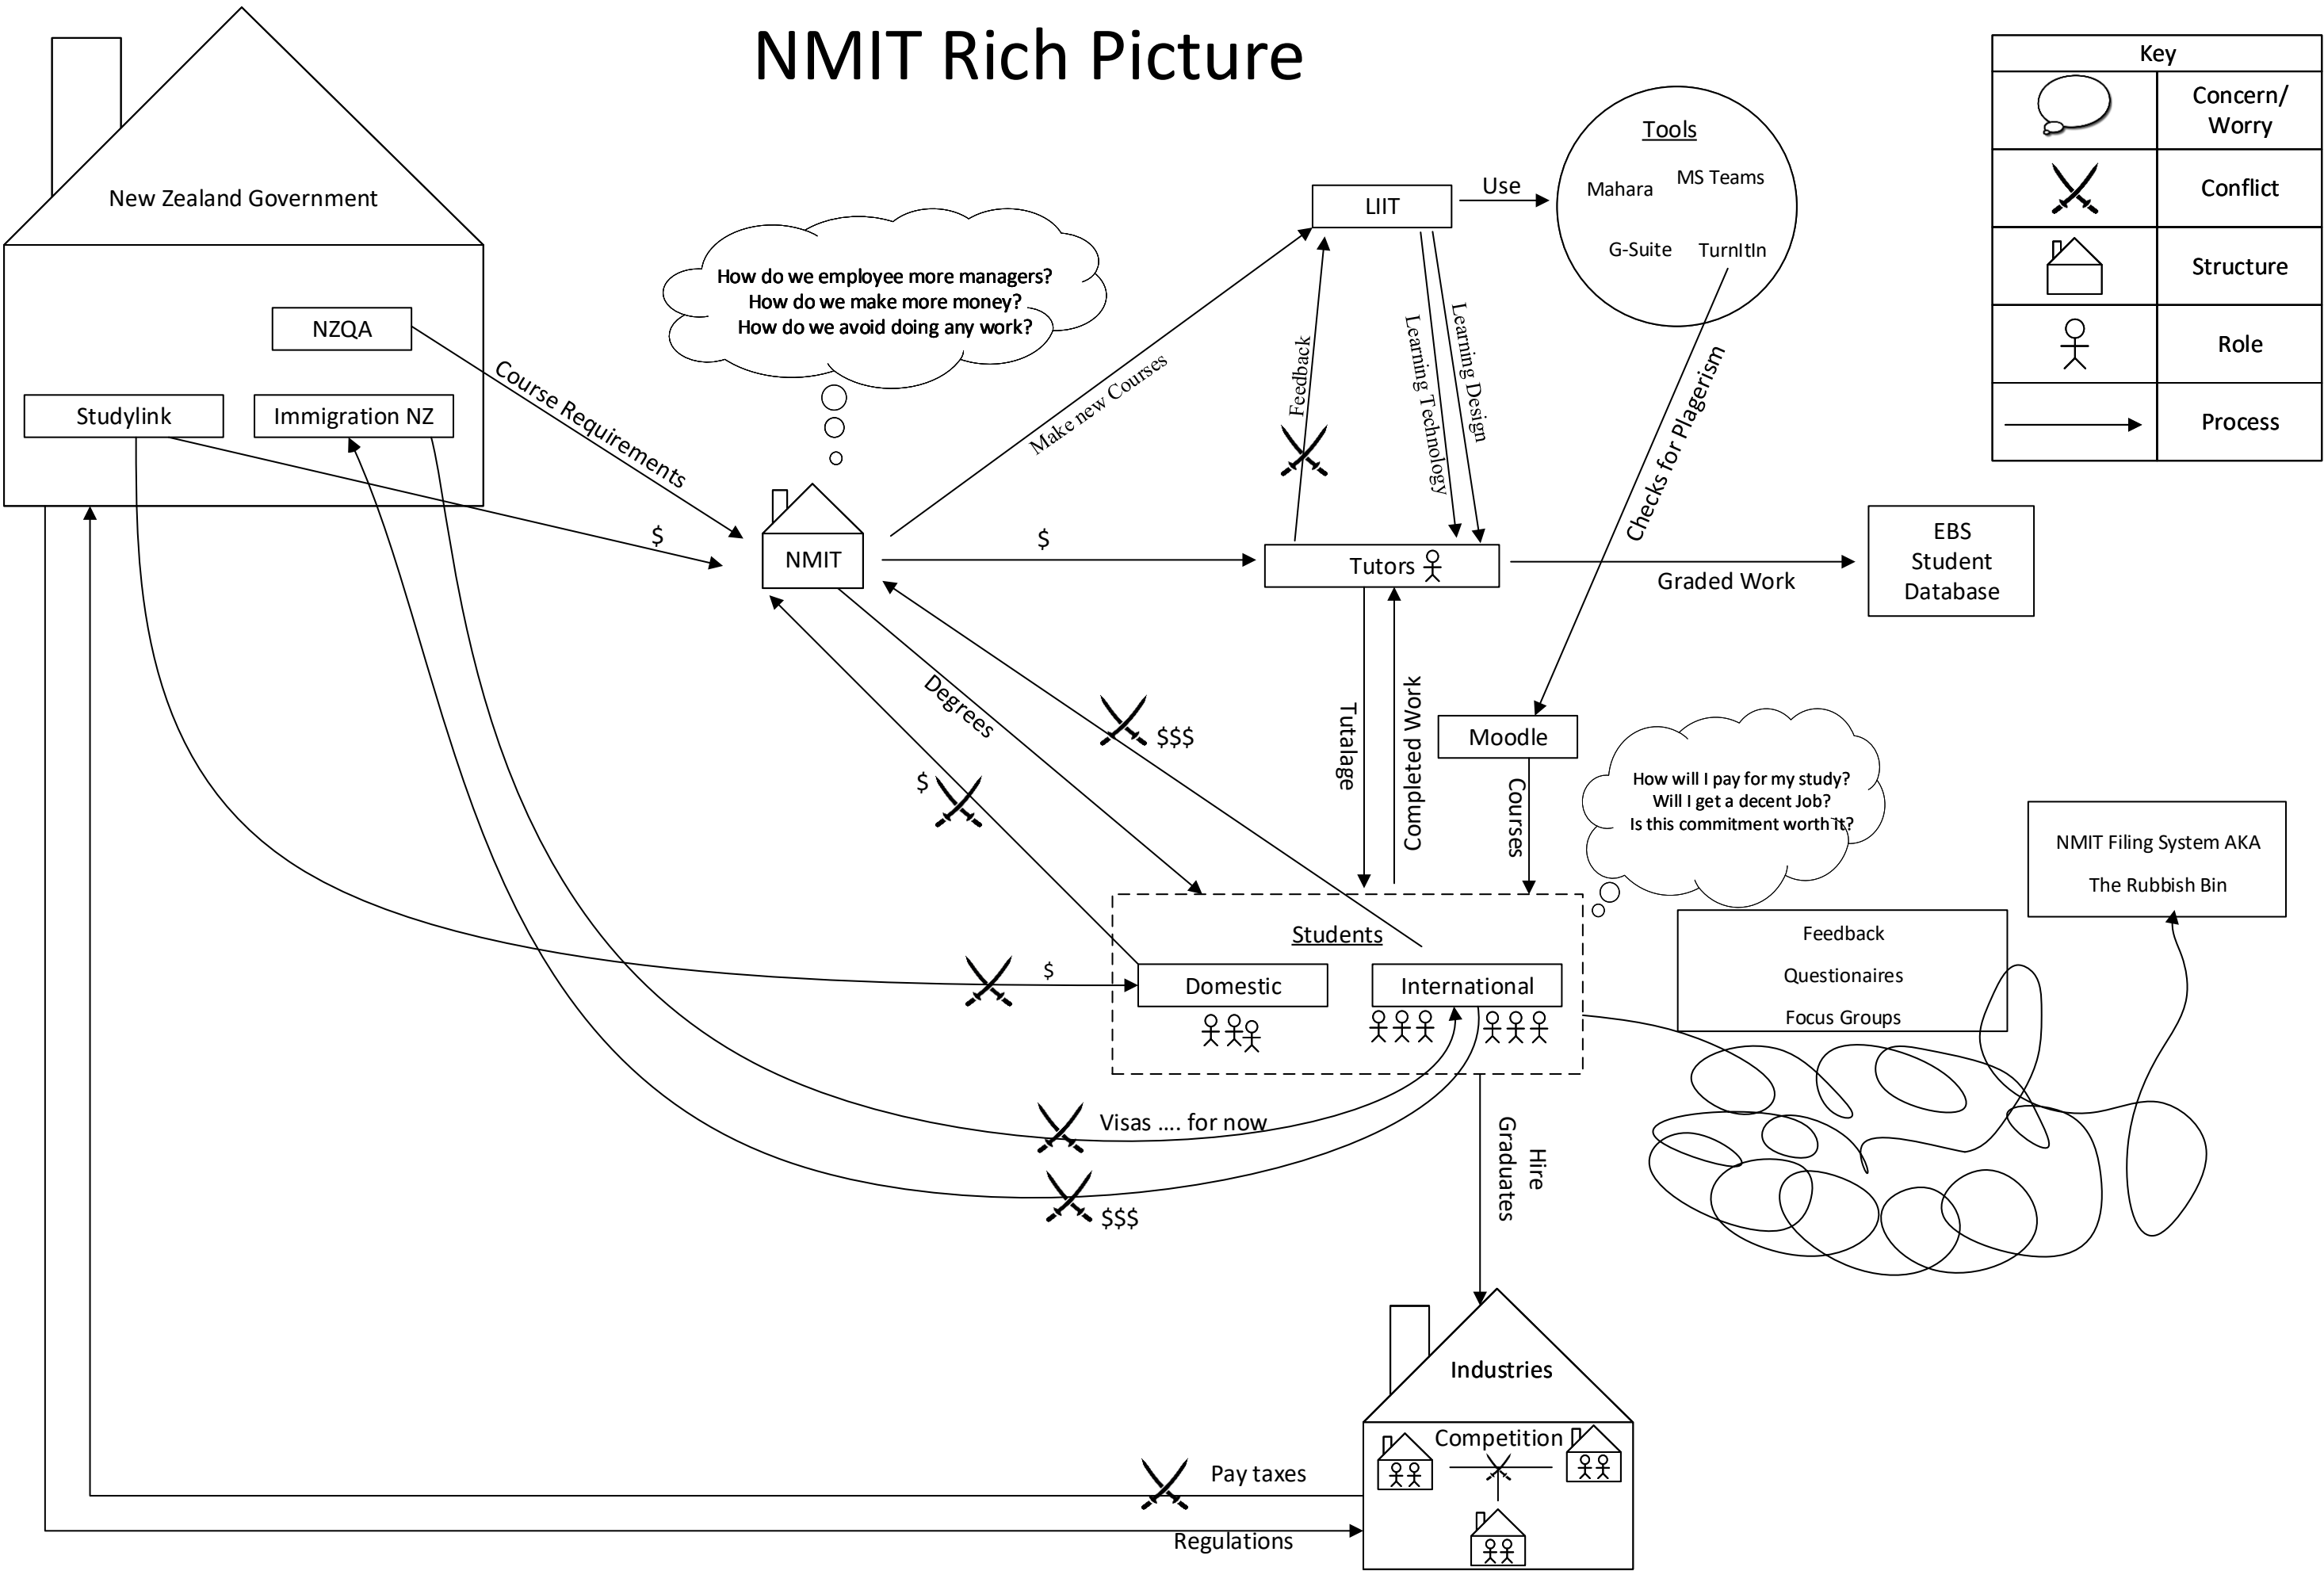 NMIT Rich Picture
Key
Concern/
Worry
Conflict
Structure
Role
Process
New Zealand Government
NZQA
Studylink
Immigration NZ
Course Requirements
$
How do we employee more managers?
How do we make more money?
How do we avoid doing any work?
NMIT
Make new Courses
$
LIIT
Use
Tools
Mahara
MS Teams
G-Suite
TurnItIn
Feedback
Learning Technology
Learning Design
Checks for Plagerism
Tutors
Graded Work
EBS
Student
Database
Degrees
$$$
$
Tutalage
Completed Work
Moodle
Courses
How will I pay for my study?
Will I get a decent Job?
Is this commitment worth it?
NMIT Filing System AKA
The Rubbish Bin
Feedback
Questionaires
Focus Groups
Students
$
Domestic
International
Visas .... for now
$$$
Hire
Graduates
Industries
Competition
Pay taxes
Regulations